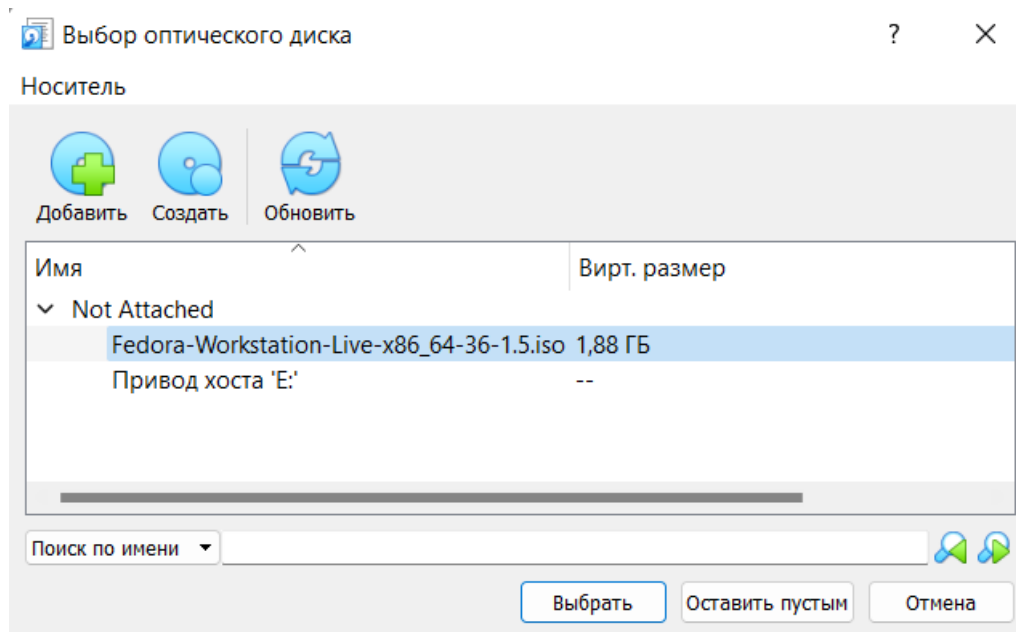 Выбор оптического диска ?
Носитель
Добавить Создать Обновить
Имя Вирт. размер
Not Attached
Fedora-Workstation-Live-x86_64-36-1.5.iso 1,88 ГБ
Привод хоста 'E:' --
Поиск по имени
Выбрать Оставить пустым Отмена